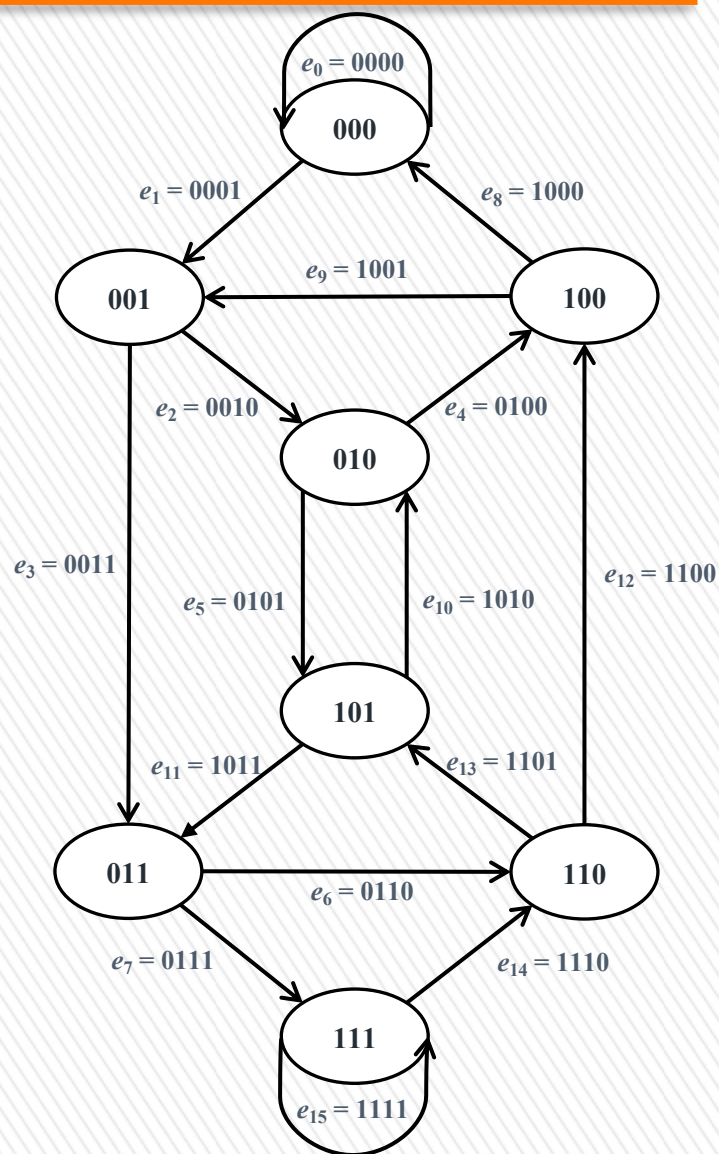 e0 = 0000
000
e1 = 0001
e8 = 1000
e9 = 1001
001
100
e2 = 0010
e4 = 0100
010
e3 = 0011
e12 = 1100
e5 = 0101
e10 = 1010
101
e11 = 1011
e13 = 1101
011
110
e6 = 0110
e7 = 0111
e14 = 1110
111
e15 = 1111